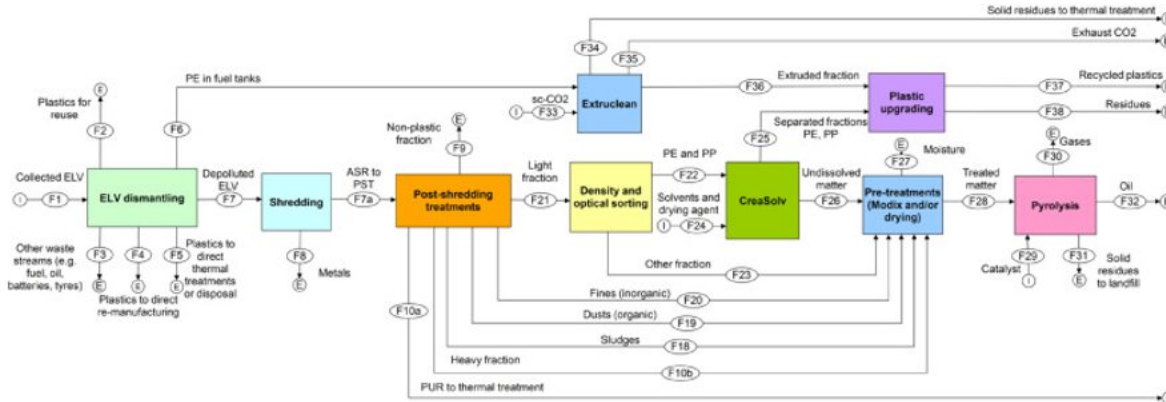 Solid residues to thermal treatment
F34
Exhaust CO2
F35
PE in fuel tanks
Extruclean
F36
Extruded fraction
Plastic
upgrading
F37
Recycled plastics
F38
Residues
sc-CO2
I
F33
Plastics for
reuse
E
F2
F6
Non-plastic
fraction
E
F9
Separated fractions
PE, PP
F25
Collected ELV
I
F1
ELV dismantling
Depolluted
ELV
F7
Shredding
ASR to
PST
F7a
Post-shredding
treatments
Light
fraction
F21
Density and
optical sorting
PE and PP
F22
Solvents and
drying agent
I
F24
CreaSolv
Undissolved
matter
F26
E
Moisture
F27
Pre-treatments
(Modix and/or
drying)
Treated
matter
F28
E
Gases
F30
Pyrolysis
Oil
F32
F3
F4
F5
E
E
E
Other waste
streams (e.g.
fuel, oil,
batteries, tyres)
Plastics to direct
re-manufacturing
Plastics to
direct
thermal
treatments
or disposal
F8
E
Metals
Other fraction
F23
F29
Catalyst
I
F31
E
Solid
residues
to landfill
Fines (inorganic)
F20
F10a
Dusts (organic)
F19
Sludges
F18
Heavy fraction
F10b
PUR to thermal treatment